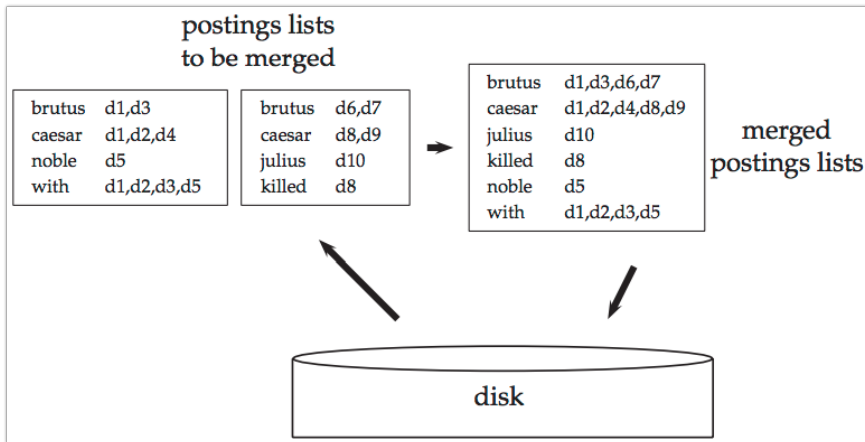 postings lists
to be merged
brutus d1,d3
caesar d1,d2,d4
noble d5
with d1,d2,d3,d5
brutus d6,d7
caesar d8,d9
julius d10
killed d8
brutus d1,d3,d6,d7
caesar d1,d2,d4,d8,d9
julius d10
killed d8
noble d5
with d1,d2,d3,d5
merged
postings lists
disk